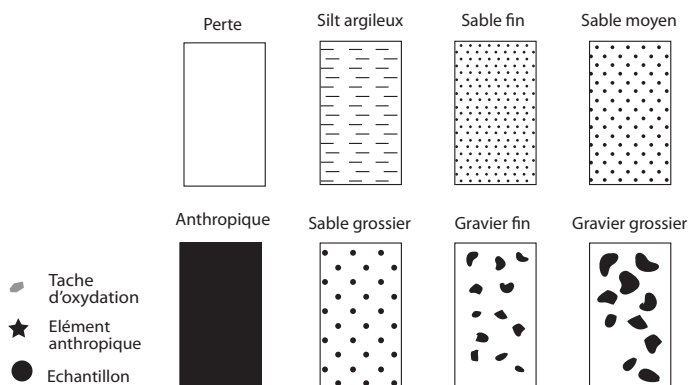 Perte
Silt argileux
Sable fin
Sable moyen
Anthropique
Sable grossier
Gravier fin
Gravier grossier
Tache
d'oxydation
Elément
anthropique
Echantillon